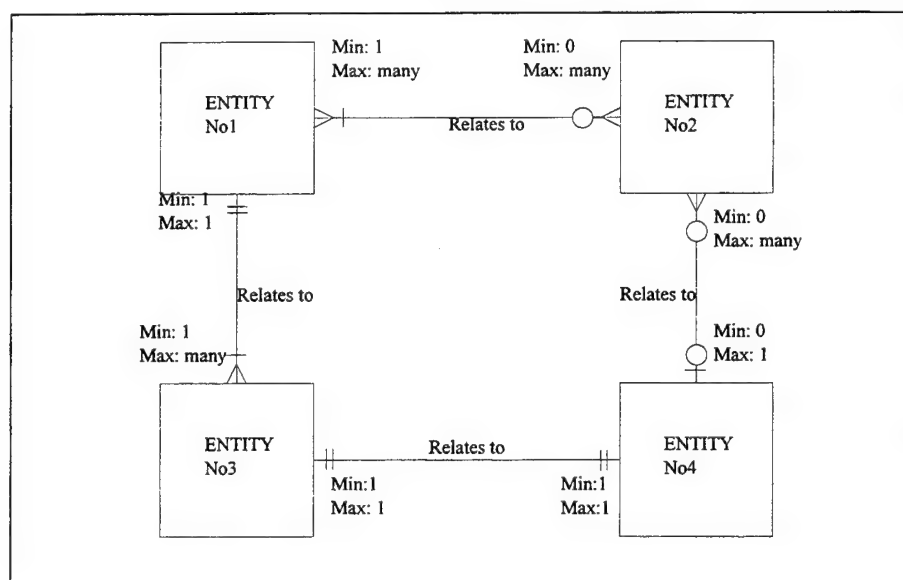 Min: 1
Max: many
Min: 0
Max: many
ENTITY
No1
Relates to
ENTITY
No2
Min: 1
Max: 1
Min: 0
Max: many
Relates to
Relates to
Min: 1
Max: many
Min: 0
Max: 1
ENTITY
No3
Relates to
ENTITY
No4
Min:1
Max: 1
Min:1
Max:1